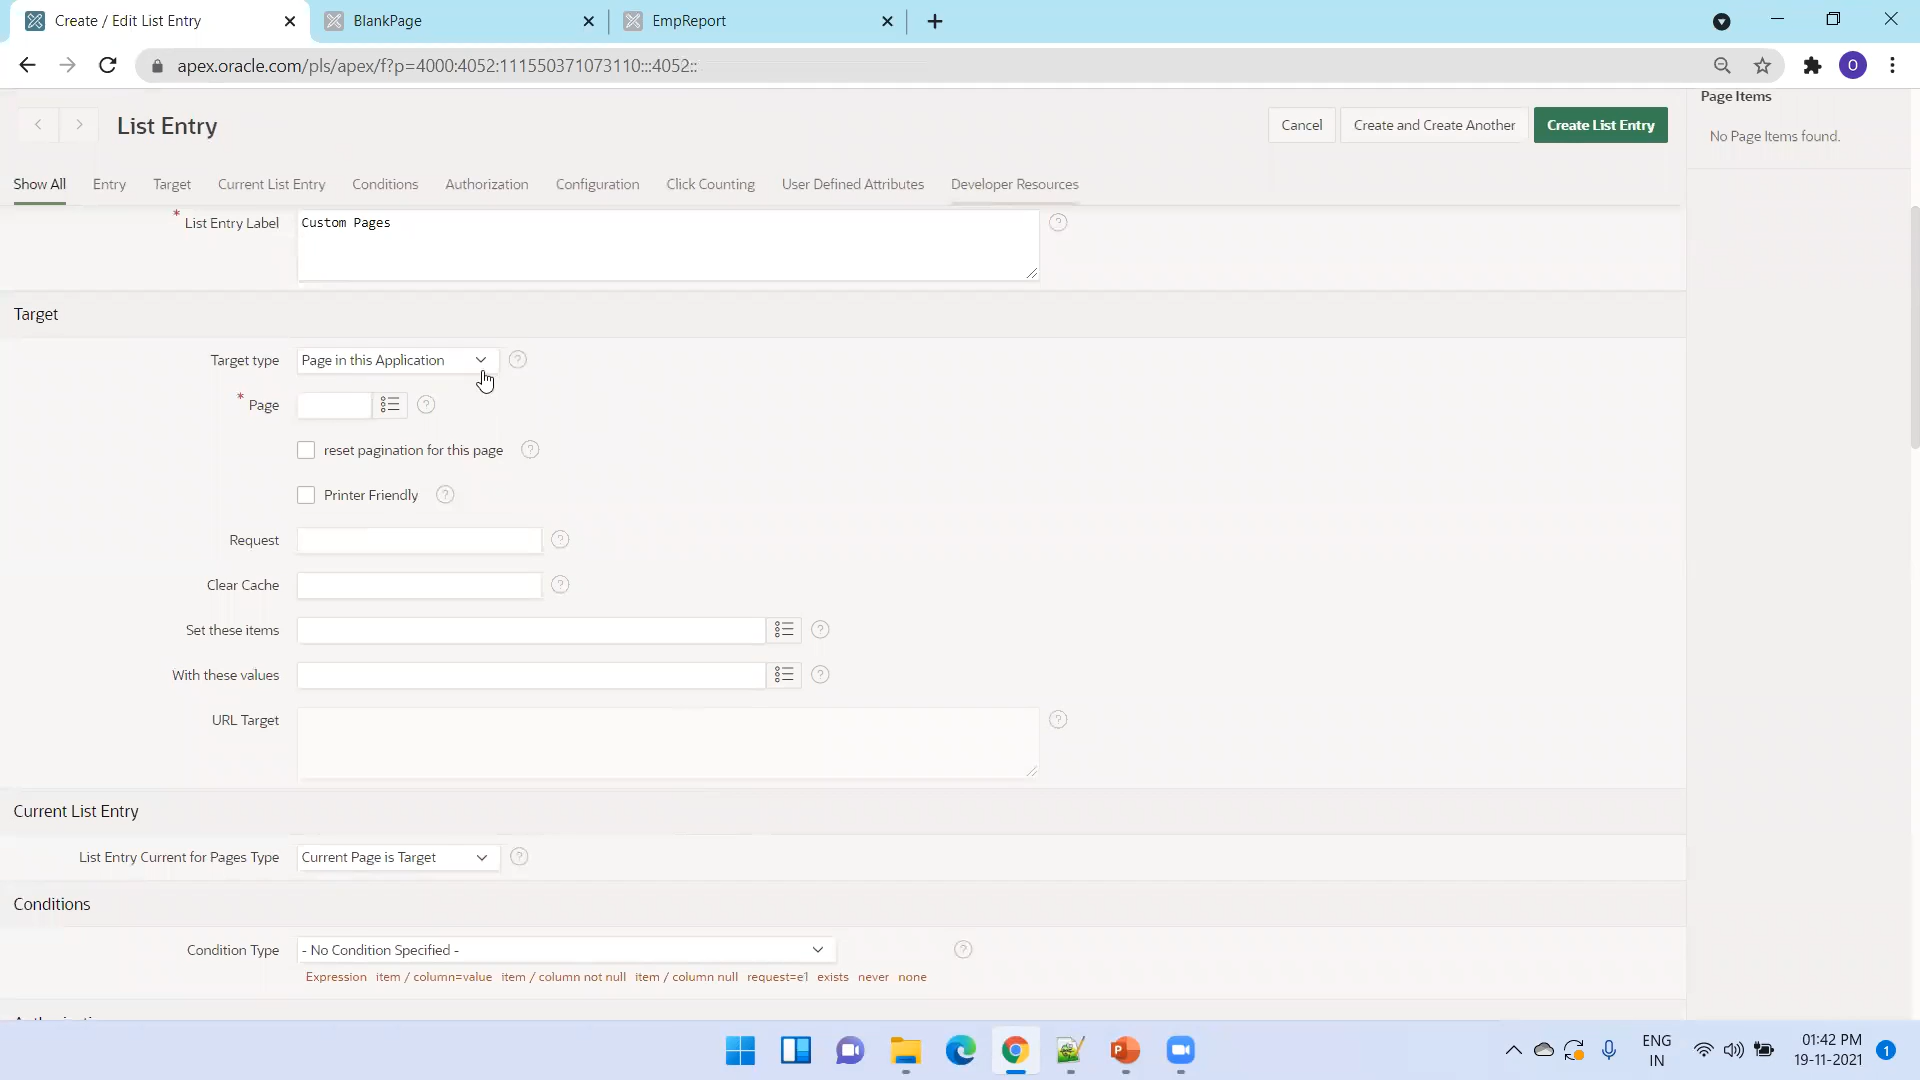 Create / Edit List Entry
BlankPage
EmpReport
apex.oracle.com/pls/apex/f?p=4000:4052:111550371073110:::4052::
O
List Entry
Cancel
Create and Create Another
Create List Entry
Page Items
No Page Items found.
Show All
Entry
Target
Current List Entry
Conditions
Authorization
Configuration
Click Counting
User Defined Attributes
Developer Resources
* List Entry Label
Custom Pages
Target
Target type
Page in this Application
* Page
reset pagination for this page
Printer Friendly
Request
Clear Cache
Set these items
With these values
URL Target
Current List Entry
List Entry Current for Pages Type
Current Page is Target
Conditions
Condition Type
- No Condition Specified -
Expression item / column=value item / column not null item / column null request=e1 exists never none
ENG
IN
01:42 PM
19-11-2021
1